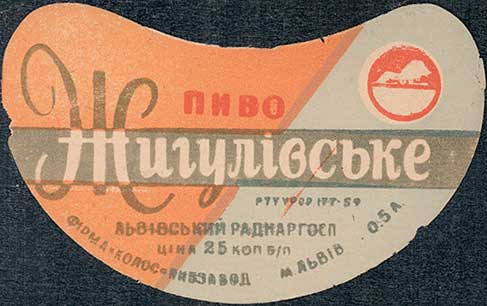 Ж
ПИВО
Жигулівське
РТУ УРСР 177-59
ЛЬВІВСЬКИЙ РАДНАРГОСП
ЦІНА 25 КОП Б/П
ФІРМА «КОЛОС» ПИВЗАВОД М. ЛЬВІВ 0.5 Л.